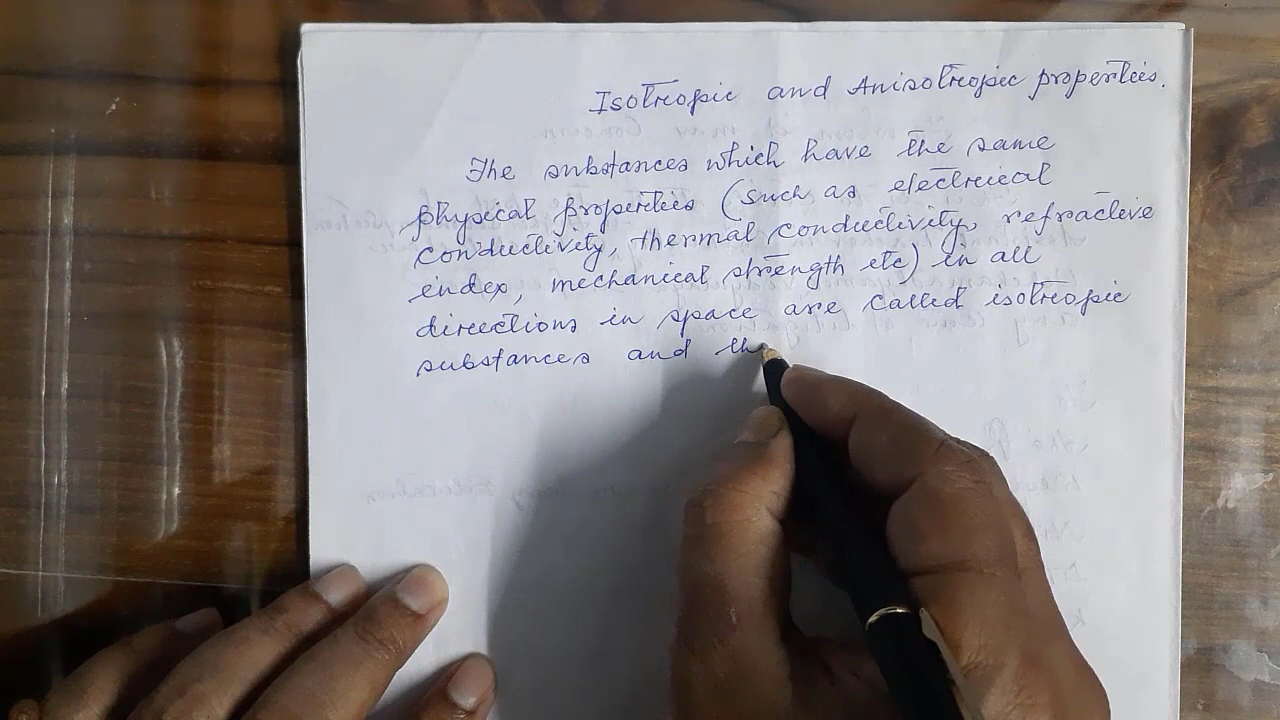 Isotropic and Anisotropic properties.
The substances which have the same
physical properties (such as electrical
conductivity, thermal conductivity, refractive
index, mechanical strength etc) in all
directions in space are called isotropic
substances and the